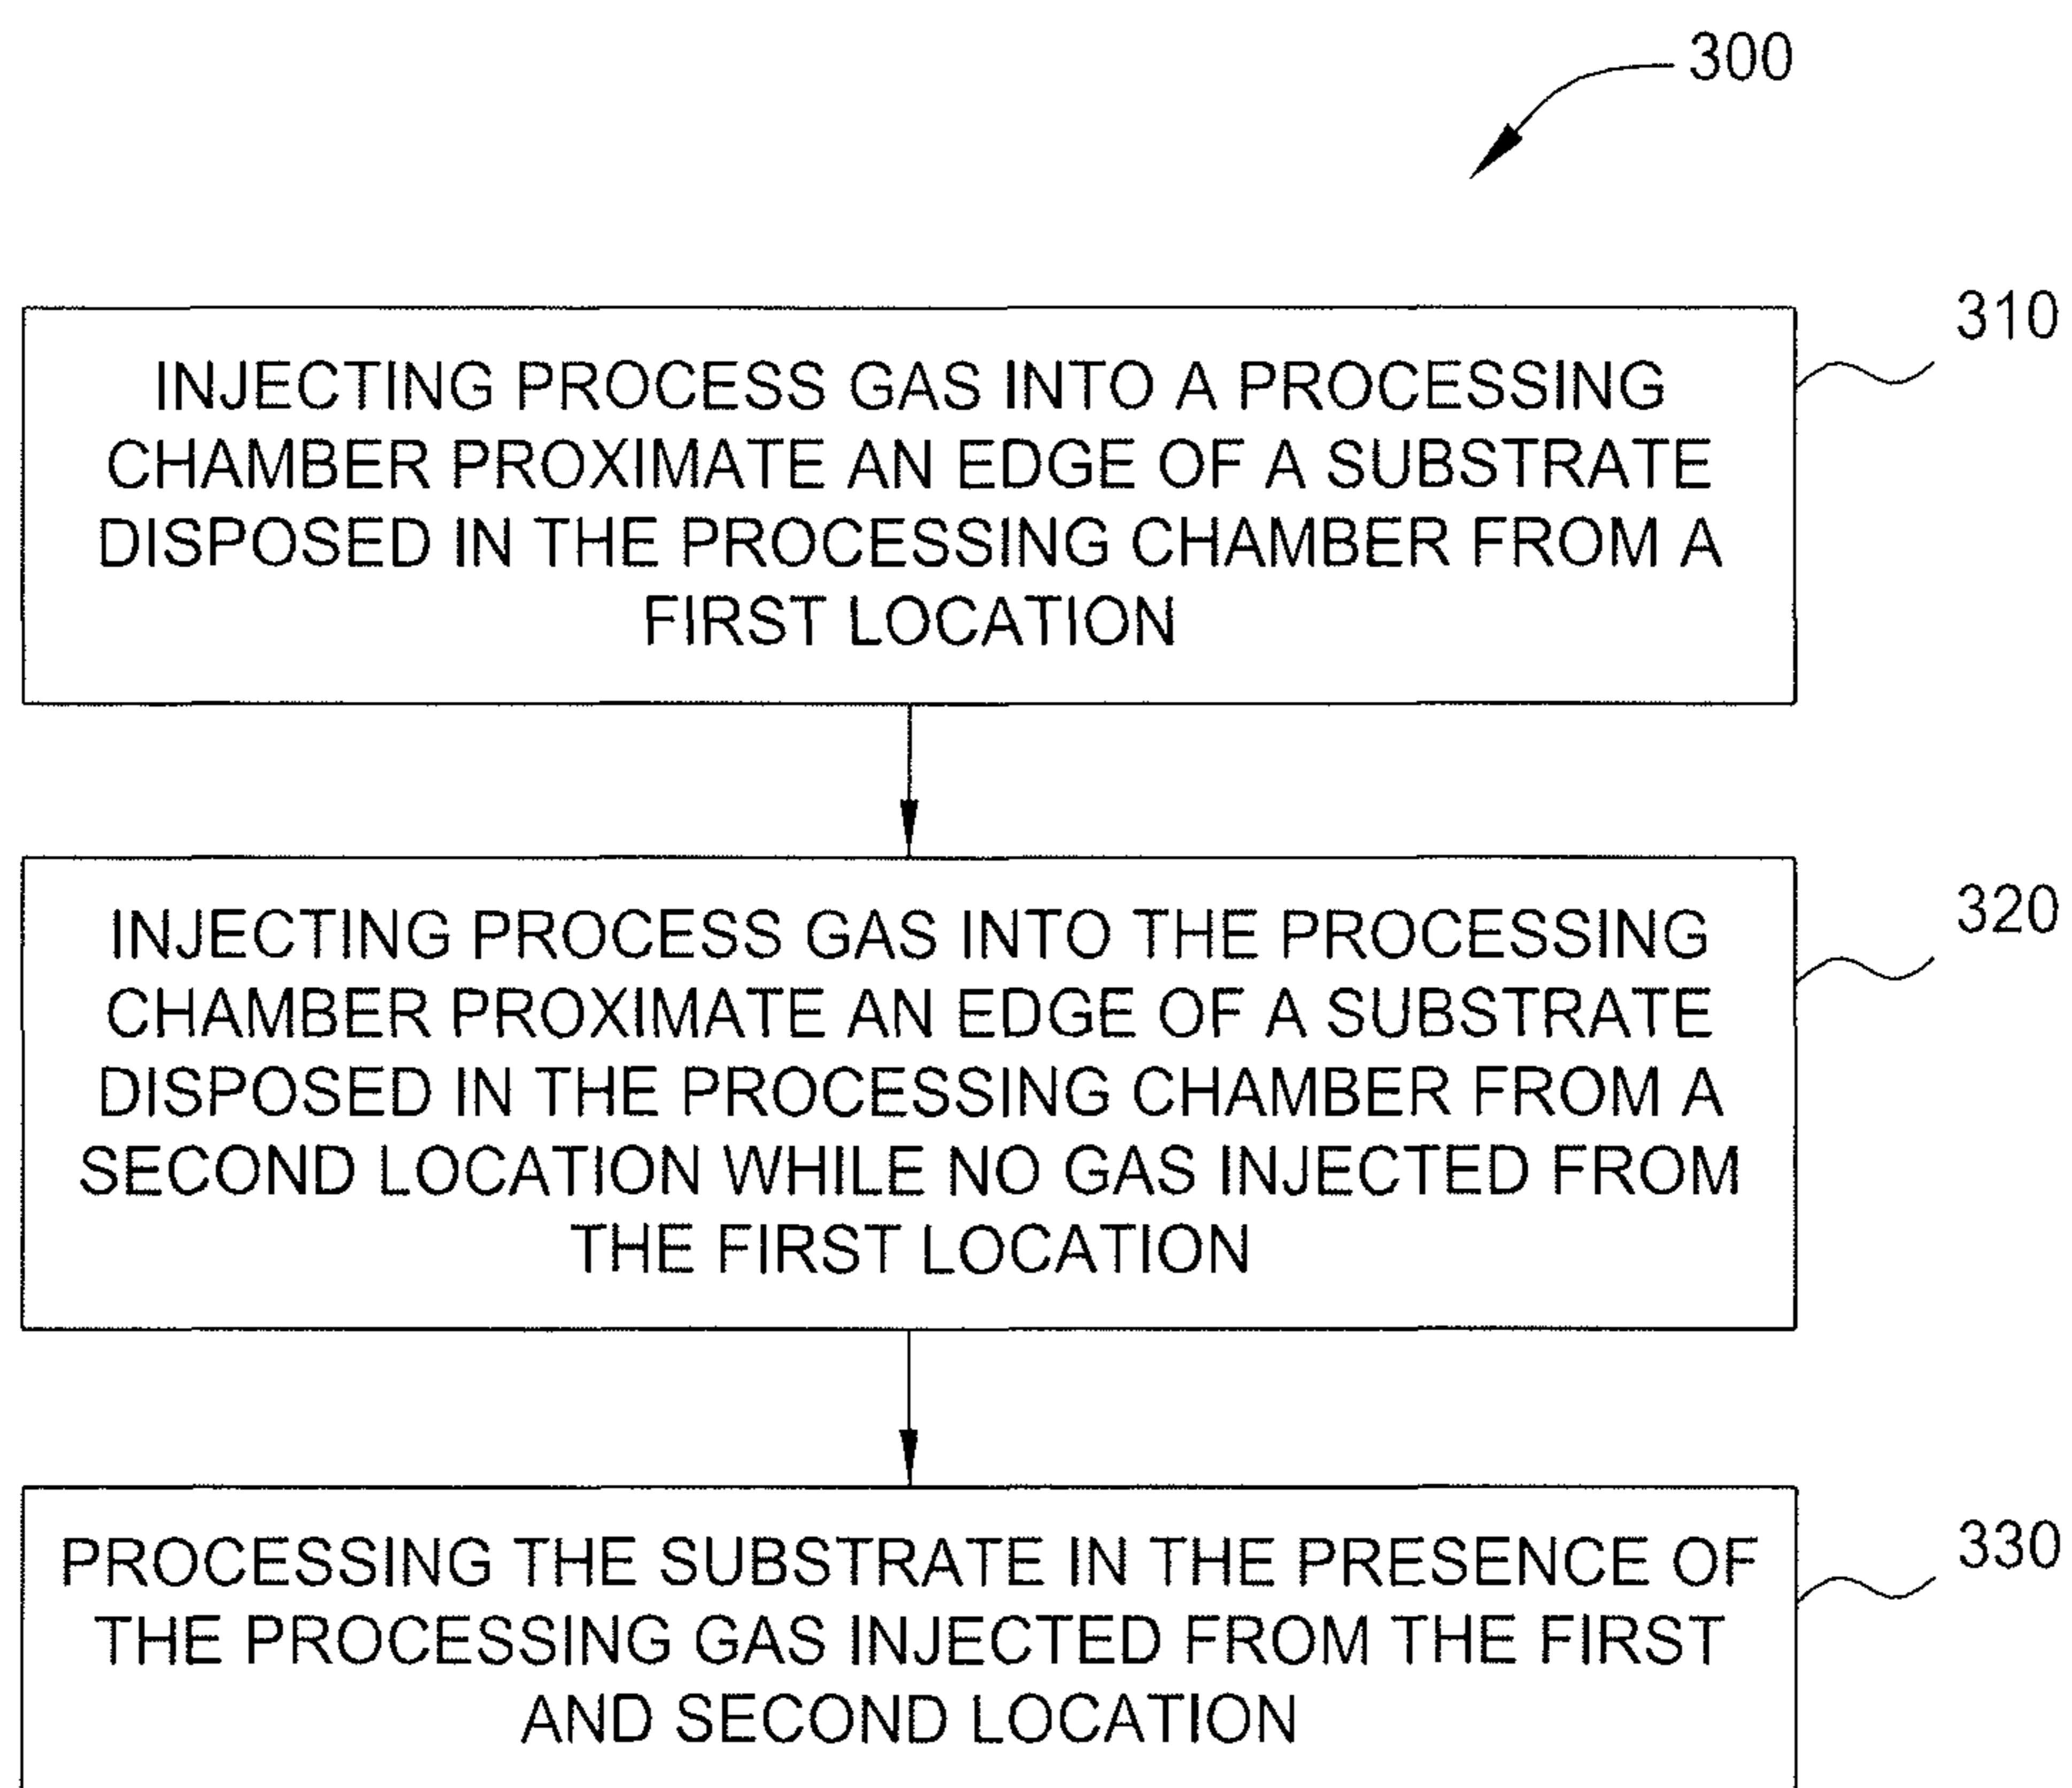 300
310
INJECTING PROCESS GAS INTO A PROCESSING
CHAMBER PROXIMATE AN EDGE OF A SUBSTRATE
DISPOSED IN THE PROCESSING CHAMBER FROM A
FIRST LOCATION
320
INJECTING PROCESS GAS INTO THE PROCESSING
CHAMBER PROXIMATE AN EDGE OF A SUBSTRATE
DISPOSED IN THE PROCESSING CHAMBER FROM A
SECOND LOCATION WHILE NO GAS INJECTED FROM
THE FIRST LOCATION
330
PROCESSING THE SUBSTRATE IN THE PRESENCE OF
THE PROCESSING GAS INJECTED FROM THE FIRST
AND SECOND LOCATION